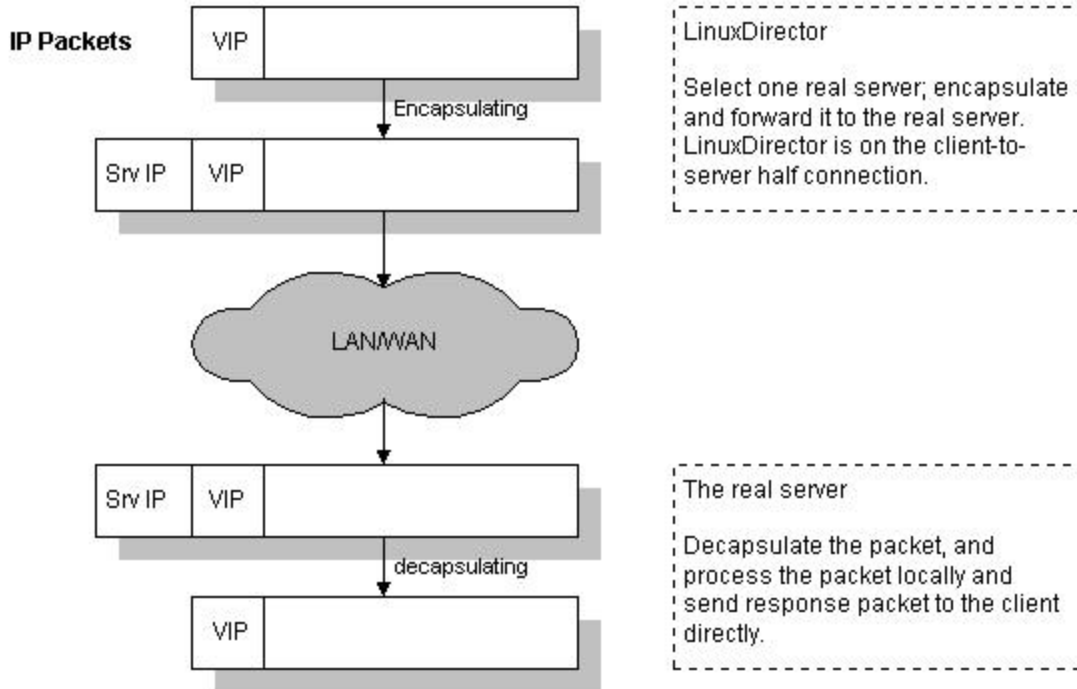 IP Packets
VIP
LinuxDirector
Select one real server; encapsulate
and forward it to the real server.
LinuxDirector is on the client-to-
server half connection.
Encapsulating
Srv IP VIP
LAN/WAN
Srv IP VIP
The real server
Decapsulate the packet, and
process the packet locally and
send response packet to the client
directly.
decapsulating
VIP